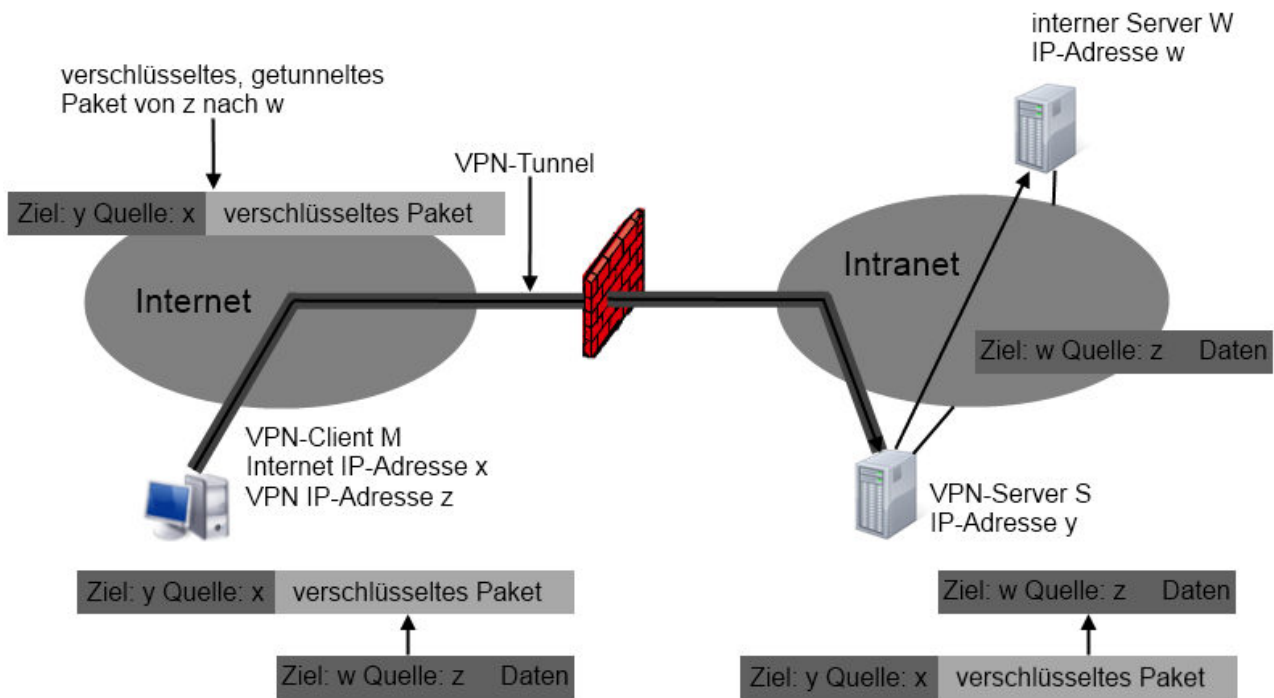 interner Server W
IP-Adresse w
verschlüsseltes, getunneltes
Paket von z nach w
VPN-Tunnel
Ziel: y Quelle: x verschlüsseltes Paket
Internet
Intranet
Ziel: w Quelle: z Daten
VPN-Client M
Internet IP-Adresse x
VPN IP-Adresse z
VPN-Server S
IP-Adresse y
Ziel: y Quelle: x verschlüsseltes Paket
Ziel: w Quelle: z Daten
Ziel: w Quelle: z Daten
Ziel: y Quelle: x verschlüsseltes Paket